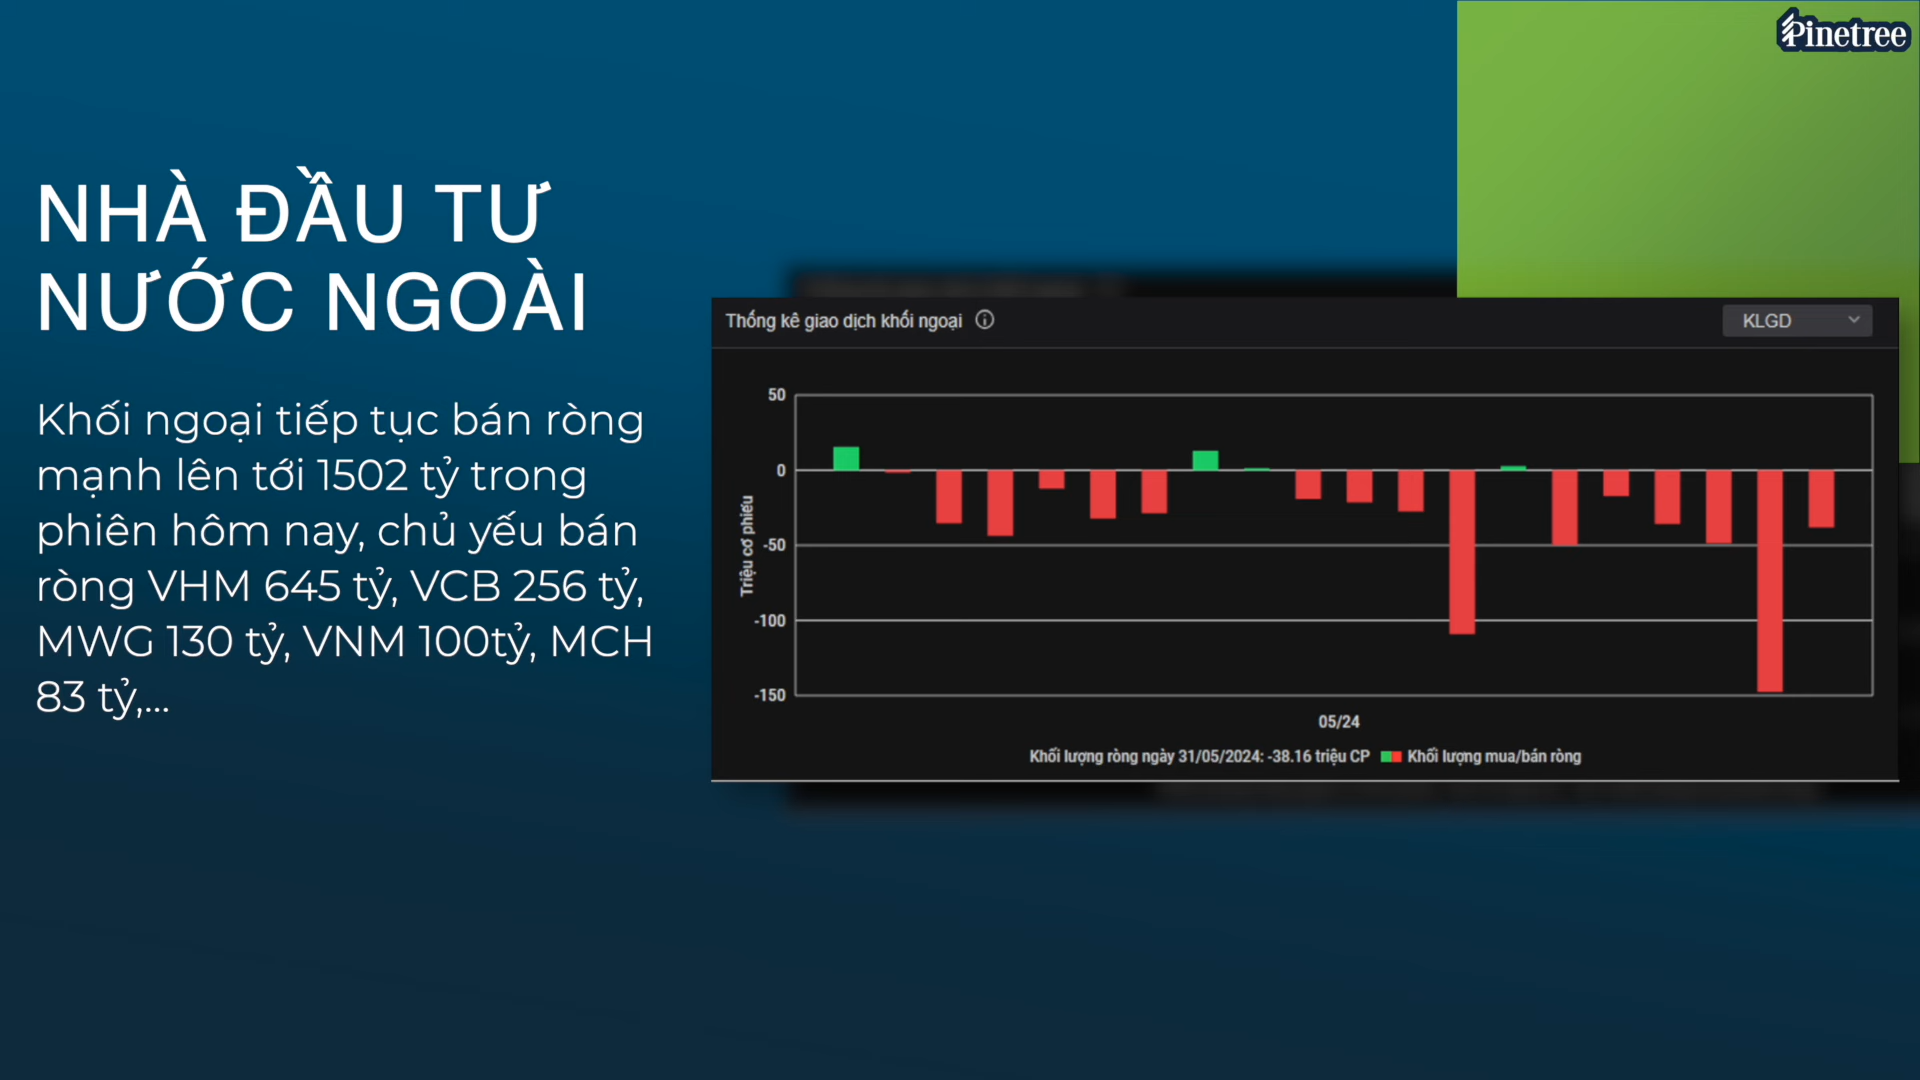 Pinetree
NHÀ ĐẦU TƯ
NƯỚC NGOÀI
Khối ngoại tiếp tục bán ròng
mạnh lên tới 1502 tỷ trong
phiên hôm nay, chủ yếu bán
ròng VHM 645 tỷ, VCB 256 tỷ,
MWG 130 tỷ, VNM 100tỷ, MCH
83 tỷ,...
Thống kê giao dịch khối ngoại
KLGD
50
0
-50
-100
-150
Triệu cổ phiếu
05/24
Khối lượng ròng ngày 31/05/2024: -38.16 triệu CP
Khối lượng mua/bán ròng